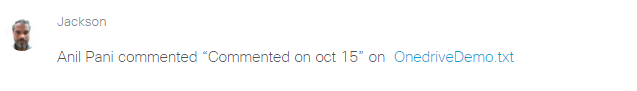 Jackson
Anil Pani commented “Commented on oct 15” on OnedriveDemo.txt